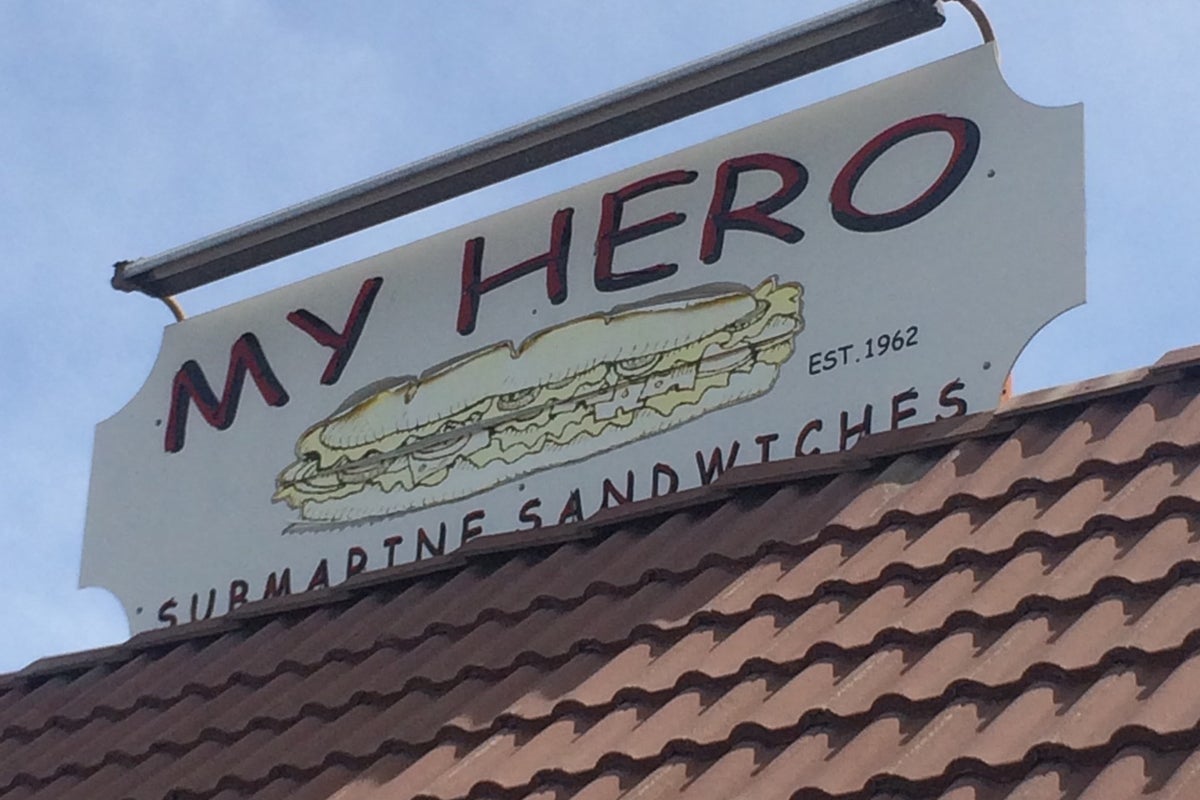 MY HERO
EST. 1962
SUBMARINE SANDWICHES